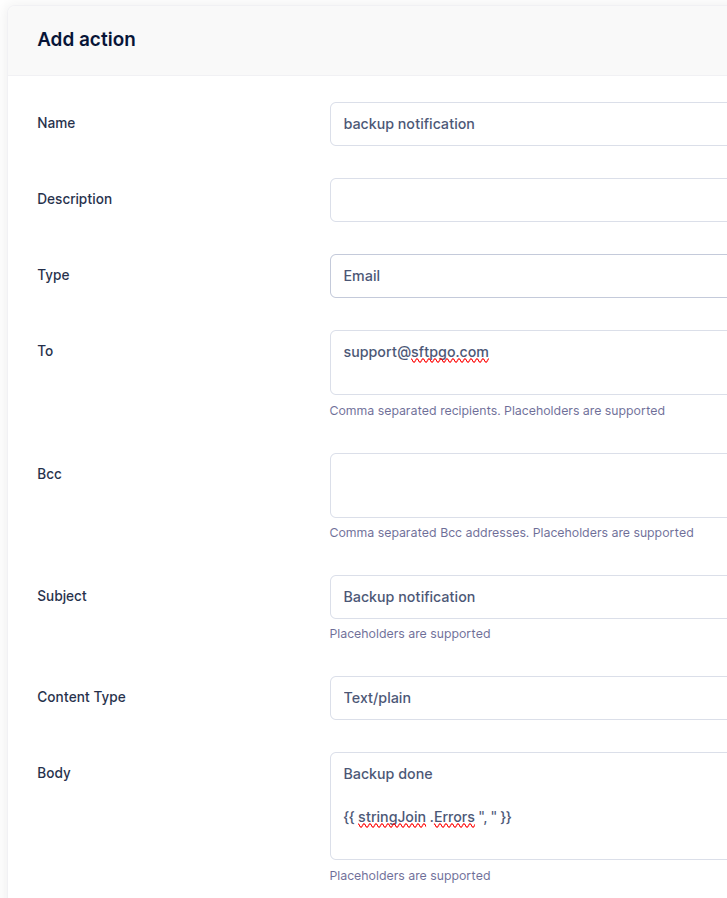 Add action
Name
backup notification
Description
Type
Email
To
support@sftpgo.com
Comma separated recipients. Placeholders are supported
Bcc
Comma separated Bcc addresses. Placeholders are supported
Subject
Backup notification
Placeholders are supported
Content Type
Text/plain
Body
Backup done
{{ stringJoin .Errors ", " }}
Placeholders are supported